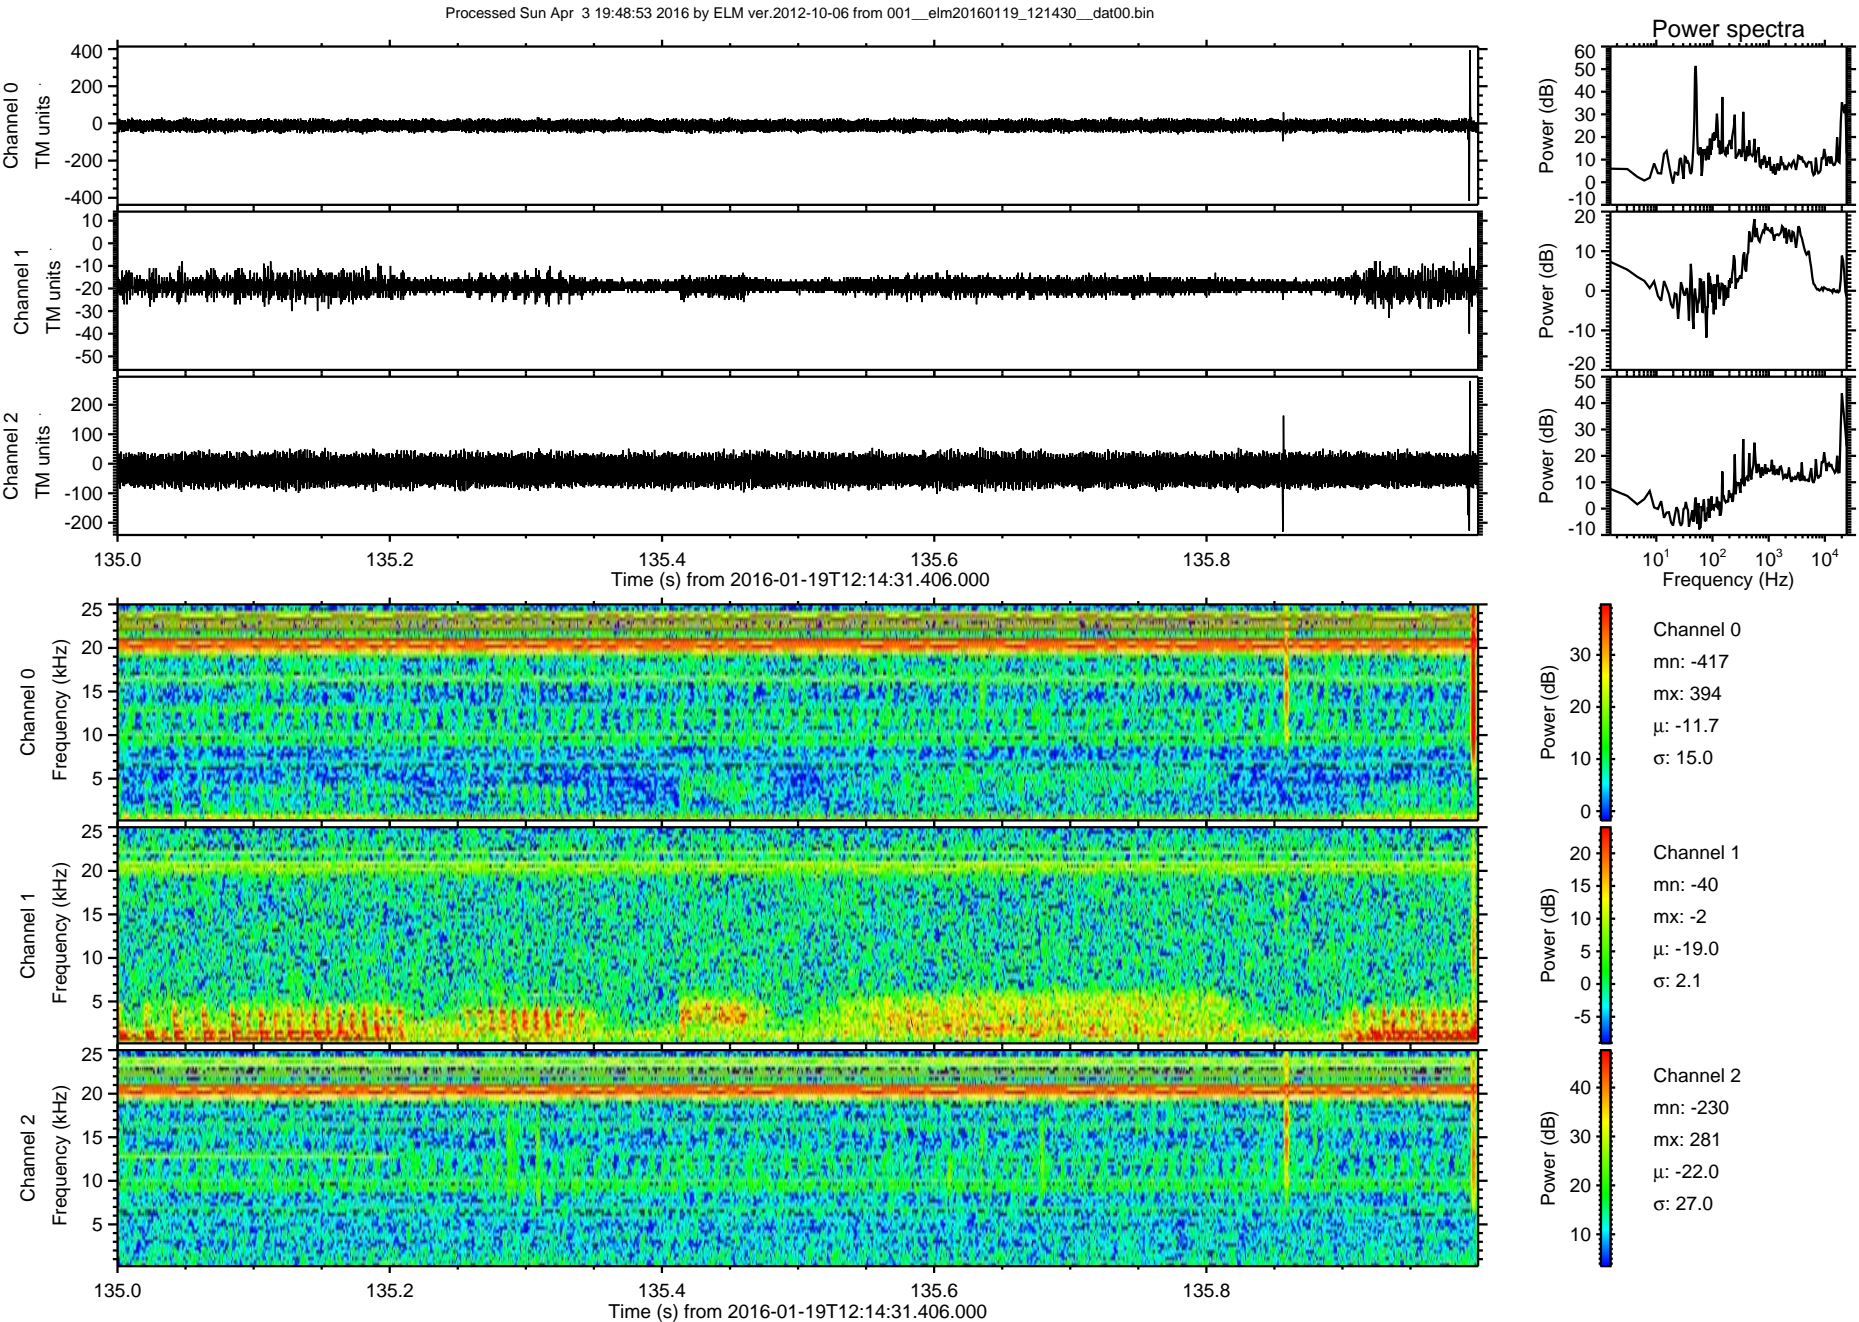 Processed Sun Apr  3 19:48:53 2016 by ELM ver.2012-10-06 from 001__elm20160119_121430__dat00.bin
Power spectra
Channel 0
TM units
400
200
0
-200
-400
Power (dB)
60
50
40
30
20
10
0
-10
Channel 1
TM units
10
0
-10
-20
-30
-40
-50
Power (dB)
20
10
0
-10
-20
Channel 2
TM units
200
100
0
-100
-200
Power (dB)
50
40
30
20
10
0
-10
135.0 135.2 135.4 135.6 135.8
Time (s) from 2016-01-19T12:14:31.406.000
10^1 10^2 10^3 10^4
Frequency (Hz)
Channel 0
Frequency (kHz)
25
20
15
10
5
Power (dB)
30
20
10
0
Channel 0
mn: -417
mx: 394
μ: -11.7
σ: 15.0
Channel 1
Frequency (kHz)
25
20
15
10
5
Power (dB)
20
15
10
5
0
-5
Channel 1
mn: -40
mx: -2
μ: -19.0
σ: 2.1
Channel 2
Frequency (kHz)
25
20
15
10
5
Power (dB)
40
30
20
10
Channel 2
mn: -230
mx: 281
μ: -22.0
σ: 27.0
135.0 135.2 135.4 135.6 135.8
Time (s) from 2016-01-19T12:14:31.406.000